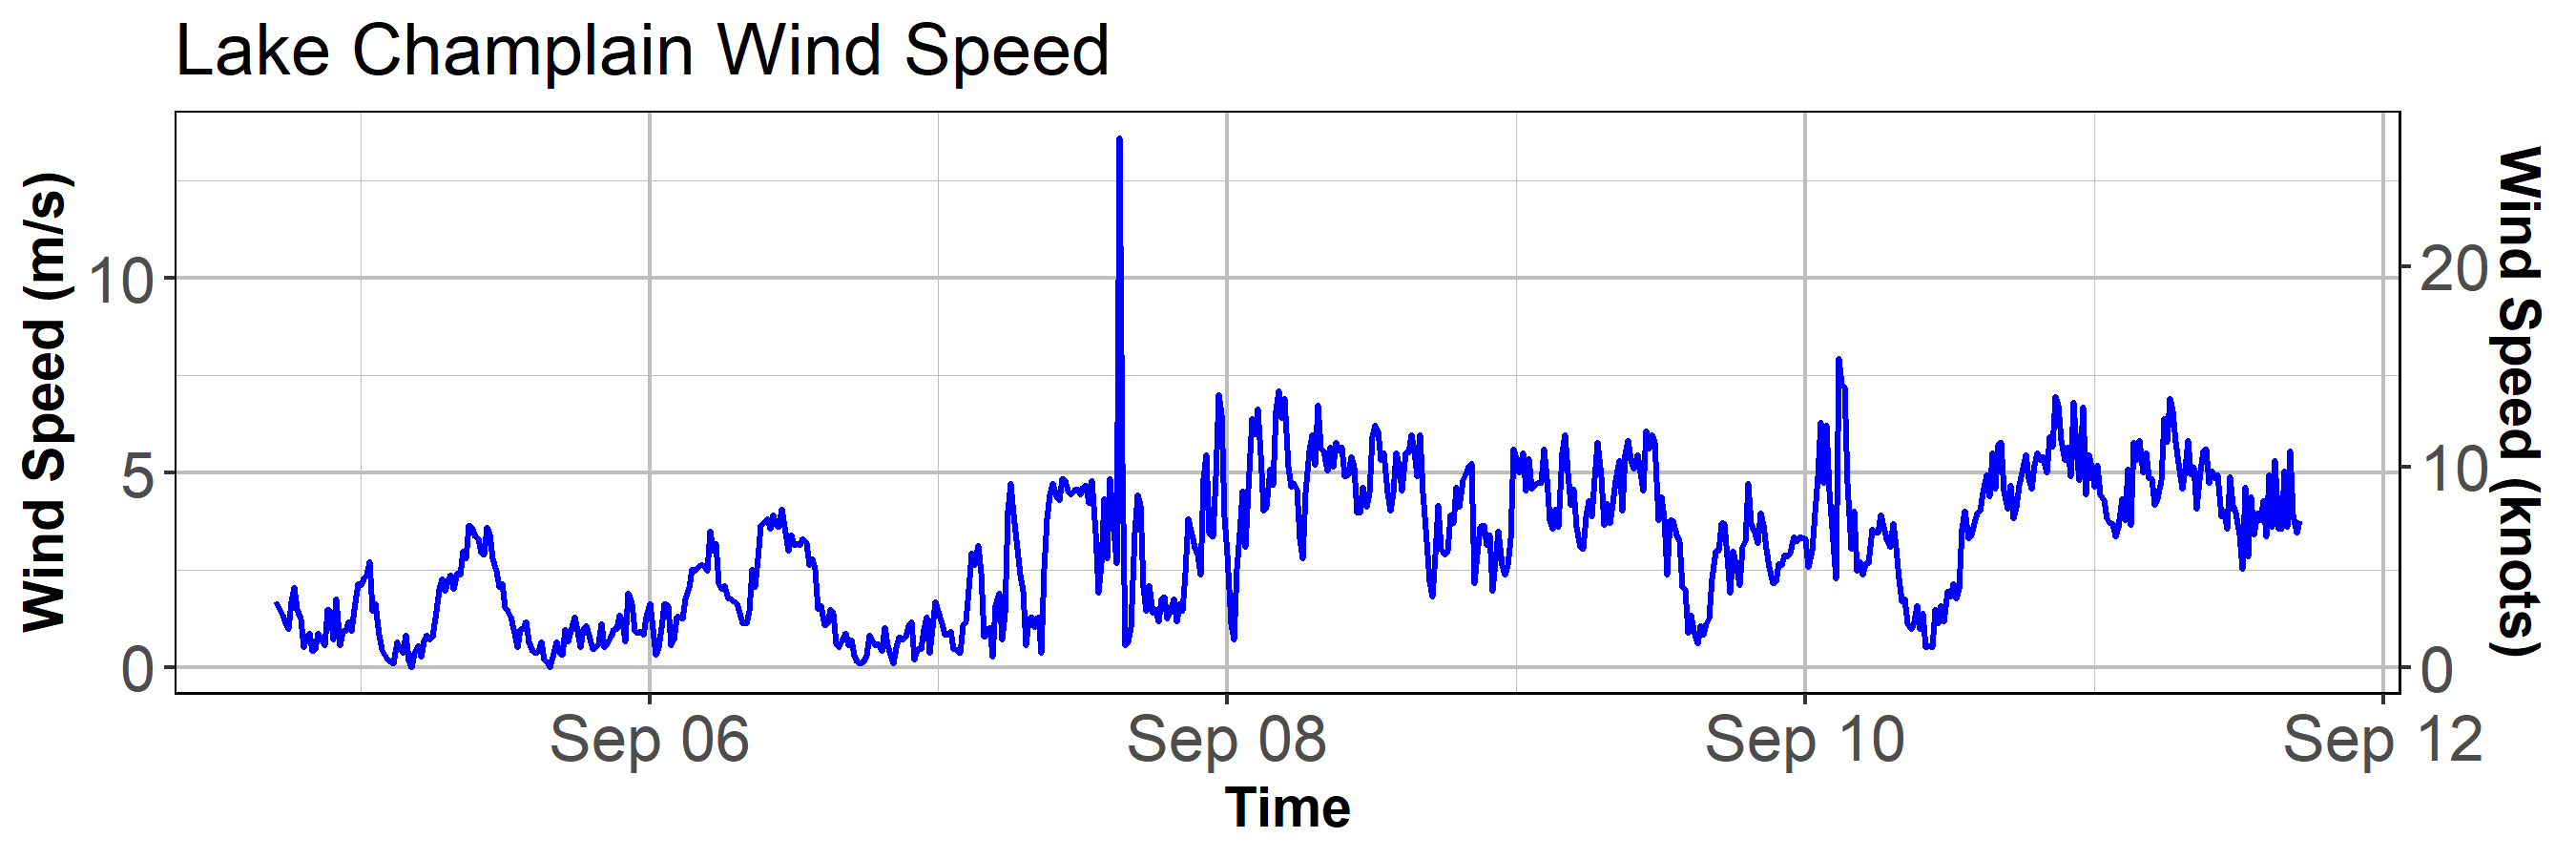 Lake Champlain Wind Speed
Wind Speed (m/s)
10
5
0
20
10
0
Wind Speed (knots)
Sep 06
Sep 08
Sep 10
Sep 12
Time